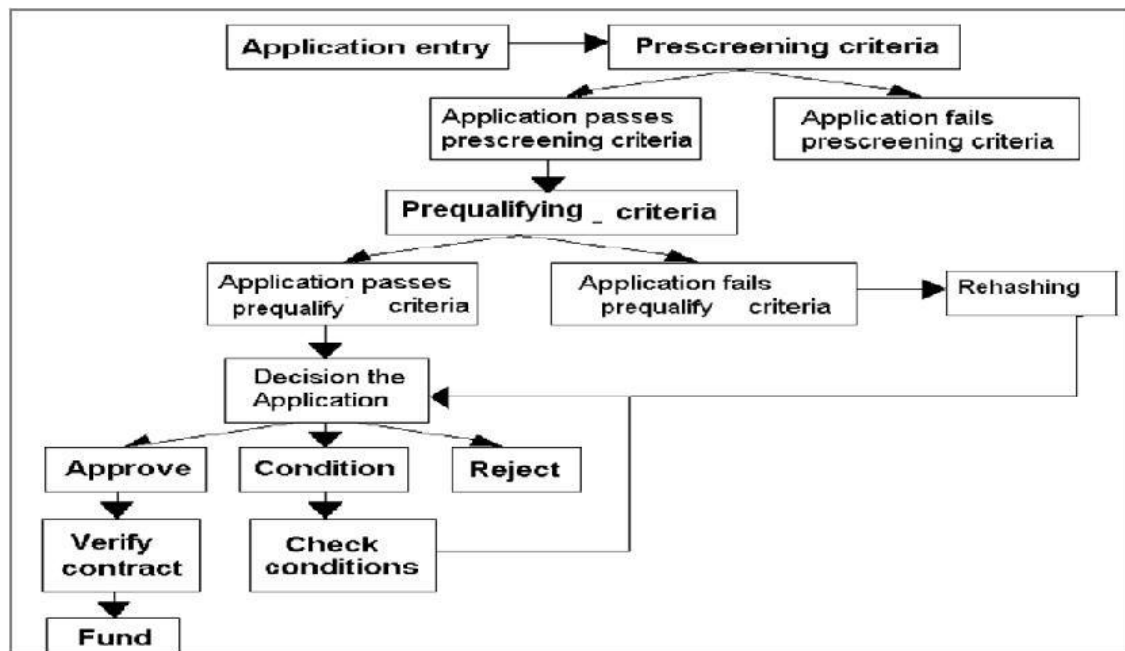 Application entry
Prescreening criteria
Application passes
prescreening criteria
Application fails
prescreening criteria
Prequalifying _ criteria
Application passes
prequalify criteria
Application fails
prequalify criteria
Rehashing
Decision the
Application
Approve
Condition
Reject
Verify
contract
Check
conditions
Fund